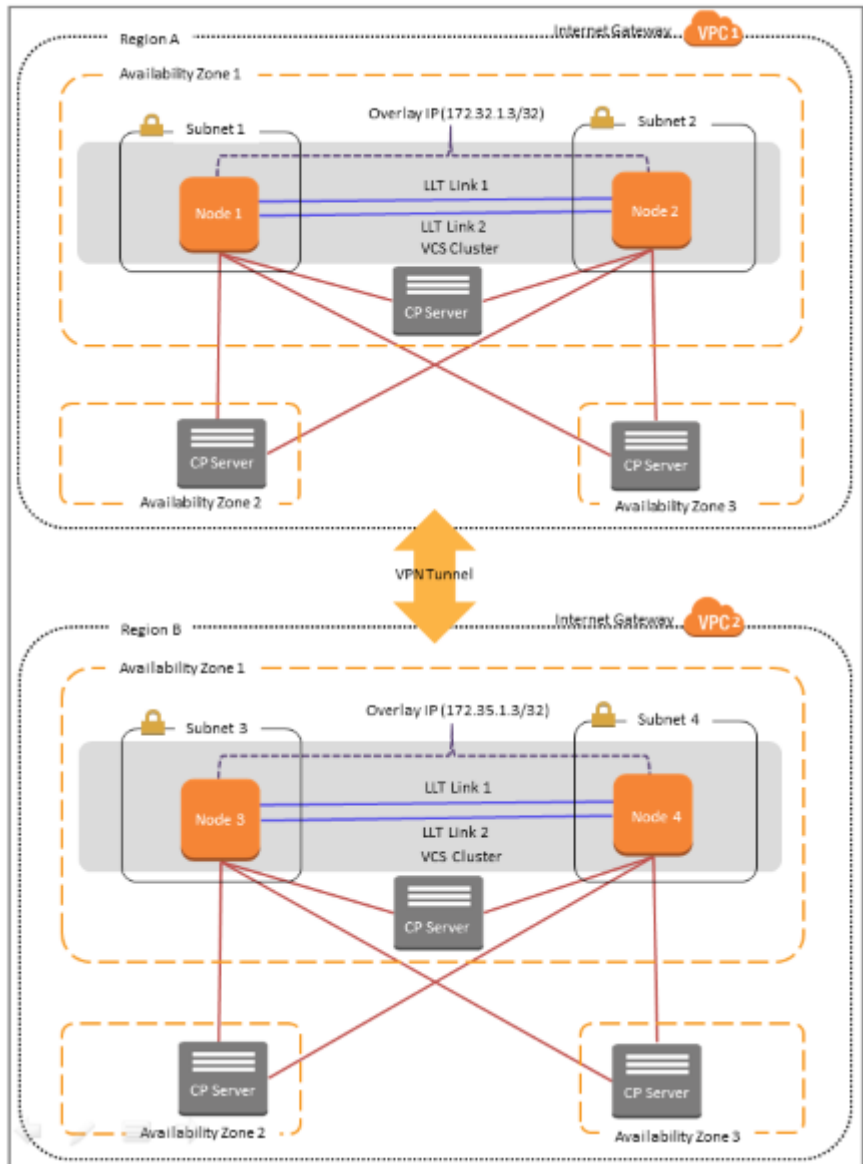 Region A
Internet Gateway
VPC 1
Availability Zone 1
Overlay IP (172.32.1.3/32)
Subnet 1
Subnet 2
LLT Link 1
Node 1
Node 2
LLT Link 2
VCS Cluster
CP Server
CP Server
CP Server
Availability Zone 2
Availability Zone 3
VPN Tunnel
Region B
Internet Gateway
VPC 2
Availability Zone 1
Overlay IP (172.35.1.3/32)
Subnet 3
Subnet 4
LLT Link 1
Node 3
Node 4
LLT Link 2
VCS Cluster
CP Server
CP Server
CP Server
Availability Zone 2
Availability Zone 3